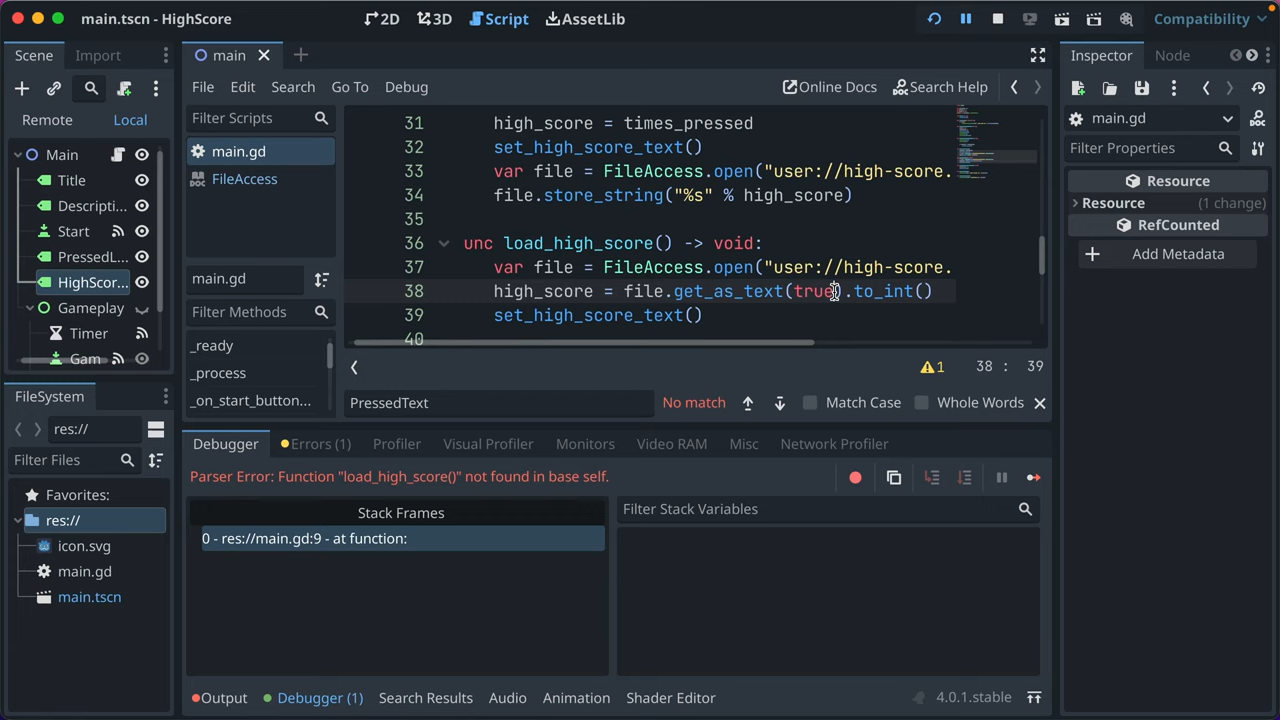 main.tscn - HighScore
2D 3D Script AssetLib
Compatibility
Scene Import
Remote Local
Main
Title
Descripti...
Start
PressedL...
HighScor...
Gameplay
Timer
Gam
FileSystem
res://
Filter Files
Favorites:
res://
icon.svg
main.gd
main.tscn
main
File Edit Search Go To Debug
Online Docs Search Help
Filter Scripts
main.gd
FileAccess
main.gd
Filter Methods
_ready
_process
_on_start_button...
31 high_score = times_pressed
32 set_high_score_text()
33 var file = FileAccess.open("user://high-score.
34 file.store_string("%s" % high_score)
35
36 unc load_high_score() -> void:
37 var file = FileAccess.open("user://high-score.
38 high_score = file.get_as_text(true).to_int()
39 set_high_score_text()
40
1 38 : 39
PressedText No match Match Case Whole Words
Debugger Errors (1) Profiler Visual Profiler Monitors Video RAM Misc Network Profiler
Parser Error: Function "load_high_score()" not found in base self.
Stack Frames
0 - res://main.gd:9 - at function:
Filter Stack Variables
Output Debugger (1) Search Results Audio Animation Shader Editor 4.0.1.stable
Inspector Node
main.gd
Filter Properties
Resource
Resource (1 change)
RefCounted
Add Metadata